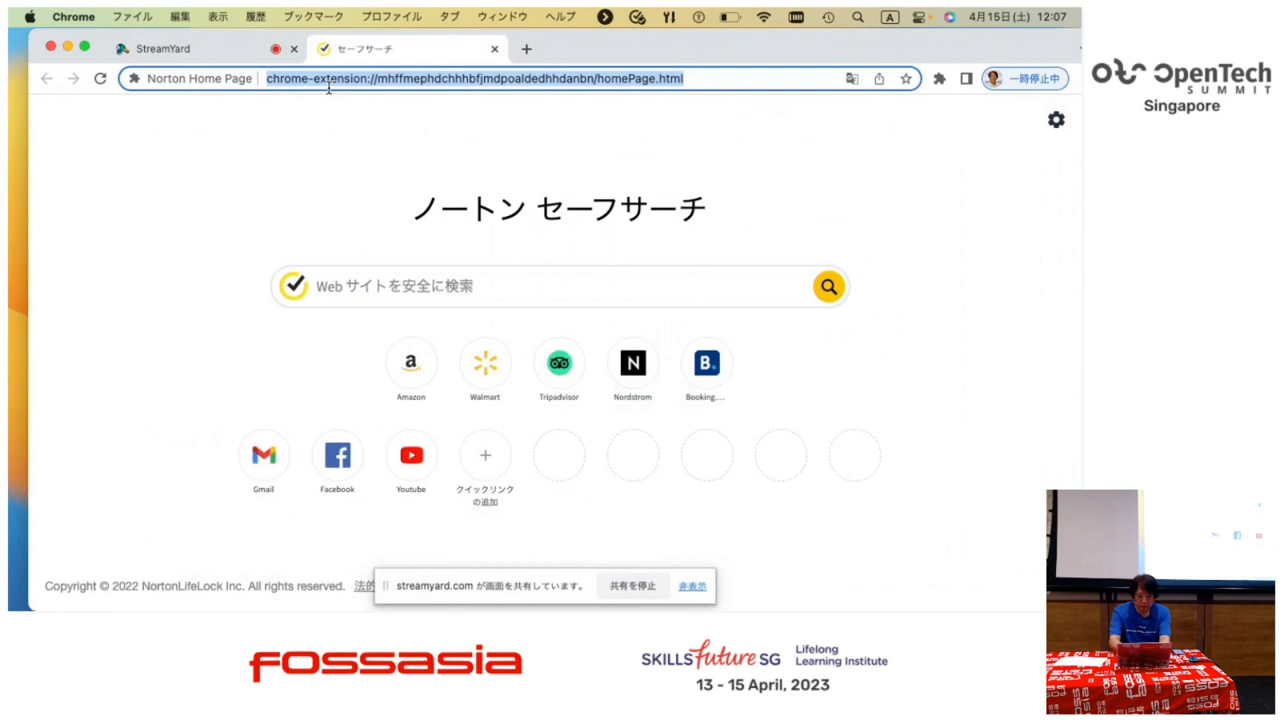 Chrome ファイル 編集 表示 履歴 ブックマーク プロファイル タブ ウィンドウ ヘルプ A 4月15日(土) 12:07
StreamYard
セーフサーチ
Norton Home Page chrome-extension://mhffmephdchhhbfjmdpoaldedhhdanbn/homePage.html
一時停止中
OpenTech
SUMMIT
Singapore
ノートン セーフサーチ
Web サイトを安全に検索
Amazon Walmart Tripadvisor Nordstrom Booking....
Gmail Facebook Youtube クイックリンク
の追加
Copyright © 2022 NortonLifeLock Inc. All rights reserved. 法的
streamyard.com が画面を共有しています。 共有を停止 非表示
FOSSASIA
SKILLS future SG
Lifelong
Learning Institute
13 - 15 April, 2023